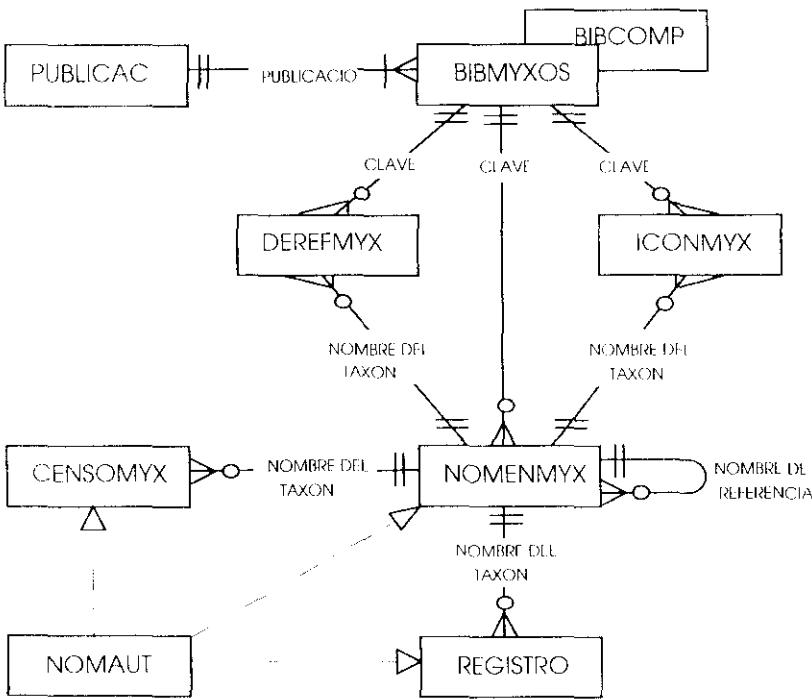 BIBCOMP
PUBLICAC
PUBLICACIO
BIBMYXOS
CLAVE
CLAVE
CLAVE
DEREFMYX
ICONMYX
NOMBRE DEL
TAXON
NOMBRE DEL
TAXON
CENSOMYX
NOMBRE DEL
TAXON
NOMENMYX
NOMBRE DE
REFERENCIA
NOMBRE DEL
TAXON
NOMAUT
REGISTRO